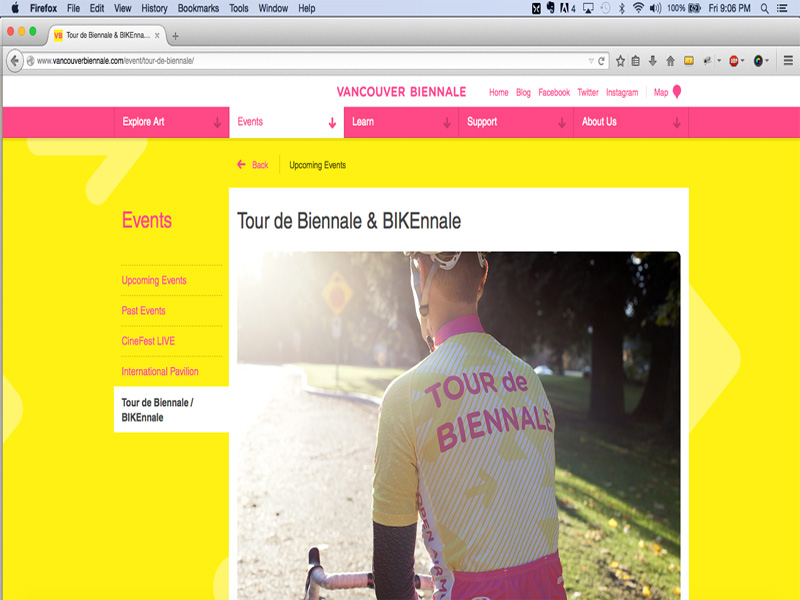 Firefox File Edit View History Bookmarks Tools Window Help 4 100% Fri 9:06 PM
VB Tour de Biennale & BIKEnna...
www.vancouverbiennale.com/event/tour-de-biennale/
VANCOUVER BIENNALE Home Blog Facebook Twitter Instagram Map
Explore Art Events Learn Support About Us
Back Upcoming Events
Events
Upcoming Events
Past Events
CineFest LIVE
International Pavilion
Tour de Biennale /
BIKEnnale
Tour de Biennale & BIKEnnale
TOUR de
BIENNALE
OPEN AIR MU